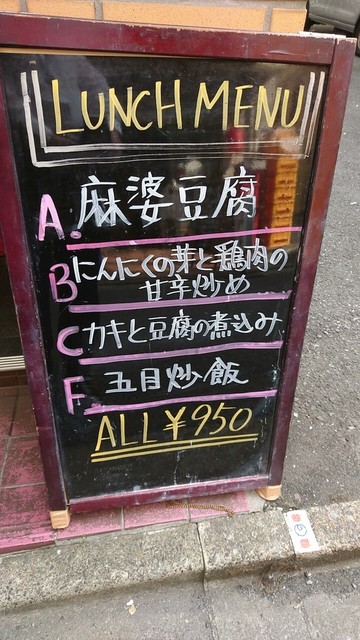 LUNCH MENU
A. 麻婆豆腐
B にんにくの芽と鶏肉の
甘辛炒め
C カキと豆腐の煮込み
F 五目炒飯
ALL ¥950